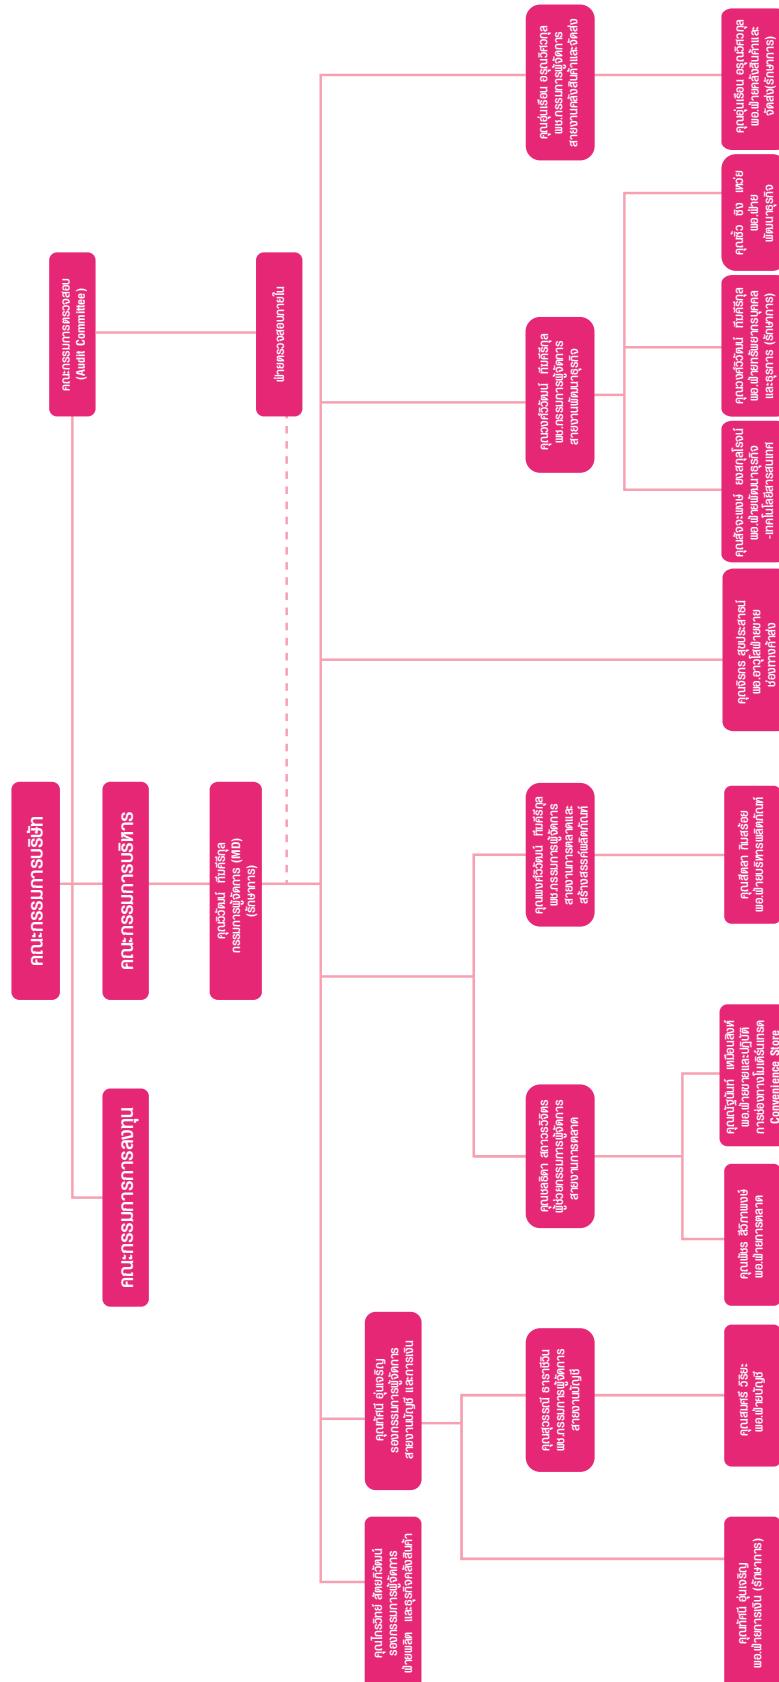 คณะกรรมการบริษัท
คณะกรรมการการลงทุน
คณะกรรมการบริหาร
คณะกรรมการตรวจสอบ
(Audit Committee)
คุณวิวัฒน์ ทีฆคีรีกุล
กรรมการผู้จัดการ (MD)
(รักษาการ)
ฝ่ายตรวจสอบภายใน
คุณไกรวิทย์ สัตยภิวัฒน์
รองกรรมการผู้จัดการ
ฝ่ายผลิต และธุรกิจคลังสินค้า
คุณทัศนี อุ่นเจริญ
รองกรรมการผู้จัดการ
สายงานบัญชี และการเงิน
คุณสุวรรณี ธาราชีวิน
ผช.กรรมการผู้จัดการ
สายงานบัญชี
คุณชลธิดา สถาวรวิจิตร
ผู้ช่วยกรรมการผู้จัดการ
สายงานการตลาด
คุณพงศ์วิวัฒน์ ทีฆคีรีกุล
ผช.กรรมการผู้จัดการ
สายงานการตลาดและ
สร้างสรรค์ผลิตภัณฑ์
คุณวงศ์วิวัฒน์ ทีฆคีรีกุล
ผช.กรรมการผู้จัดการ
สายงานพัฒนาธุรกิจ
คุณอุ่นเรือน อรุณวิศวกุล
ผช.กรรมการผู้จัดการ
สายงานคลังสินค้าและจัดส่ง
คุณทัศนี อุ่นเจริญ
ผอ.ฝ่ายการเงิน (รักษาการ)
คุณสมศรี วิริยะ
ผอ.ฝ่ายบัญชี
คุณพัชร สิวิกาพงษ์
ผอ.ฝ่ายการตลาด
คุณณัฐนันท์ เหมือนสิงห์
ผอ.ฝ่ายขายและปฏิบัติ
การช่องทางโมเดิร์นเทรด
Convenience Store
คุณสีตลา กิมสร้อย
ผอ.ฝ่ายบริหารผลิตภัณฑ์
คุณจิรกร สุขประสาธน์
ผอ.อาวุโสฝ่ายขาย
ช่องทางค้าส่ง
คุณสัจจะพงษ์ ยงสกุลโรจน์
ผอ.ฝ่ายพัฒนาธุรกิจ
-เทคโนโลยีสารสนเทศ
คุณวงศ์วิวัฒน์ ทีฆคีรีกุล
ผอ.ฝ่ายทรัพยากรบุคคล
และธุรการ (รักษาการ)
คุณชิ้ว ชิง เหว่ย
ผอ.ฝ่าย
พัฒนาธุรกิจ
คุณอุ่นเรือน อรุณวิศวกุล
ผอ.ฝ่ายคลังสินค้าและ
จัดส่ง(รักษาการ)